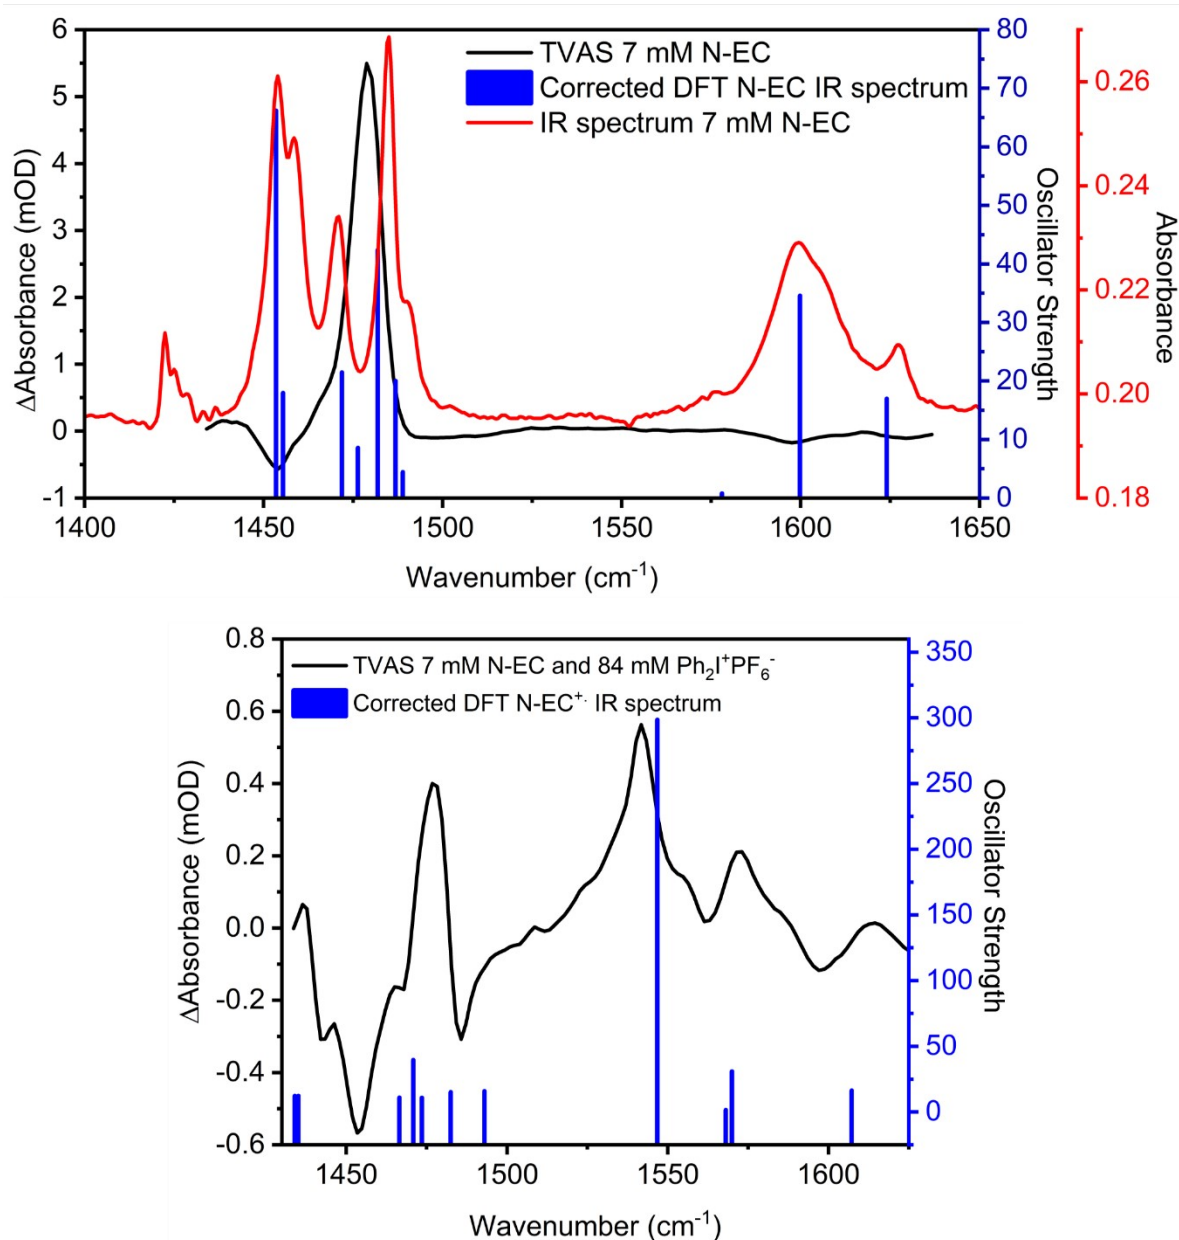 6
5
4
3
2
1
0
-1
ΔAbsorbance (mOD)
TVAS 7 mM N-EC
Corrected DFT N-EC IR spectrum
IR spectrum 7 mM N-EC
80
70
60
50
40
30
20
10
0
Oscillator Strength
0.26
0.24
0.22
0.20
0.18
Absorbance
1400 1450 1500 1550 1600 1650
Wavenumber (cm⁻¹)
0.8
0.6
0.4
0.2
0.0
-0.2
-0.4
-0.6
ΔAbsorbance (mOD)
TVAS 7 mM N-EC and 84 mM Ph₂I⁺PF₆⁻
Corrected DFT N-EC⁺· IR spectrum
350
300
250
200
150
100
50
0
Oscillator Strength
1450 1500 1550 1600
Wavenumber (cm⁻¹)